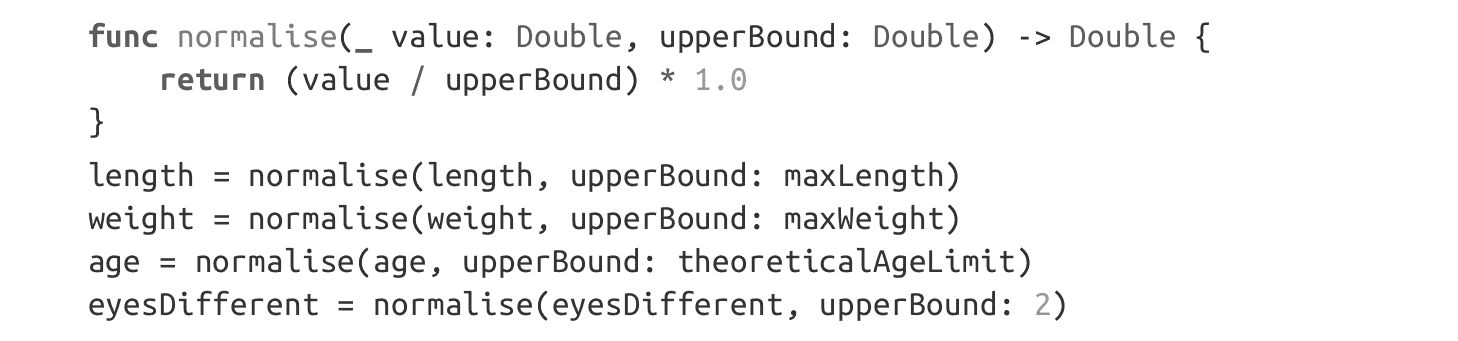 func normalise(_ value: Double, upperBound: Double) -> Double {
    return (value / upperBound) * 1.0
}
length = normalise(length, upperBound: maxLength)
weight = normalise(weight, upperBound: maxWeight)
age = normalise(age, upperBound: theoreticalAgeLimit)
eyesDifferent = normalise(eyesDifferent, upperBound: 2)